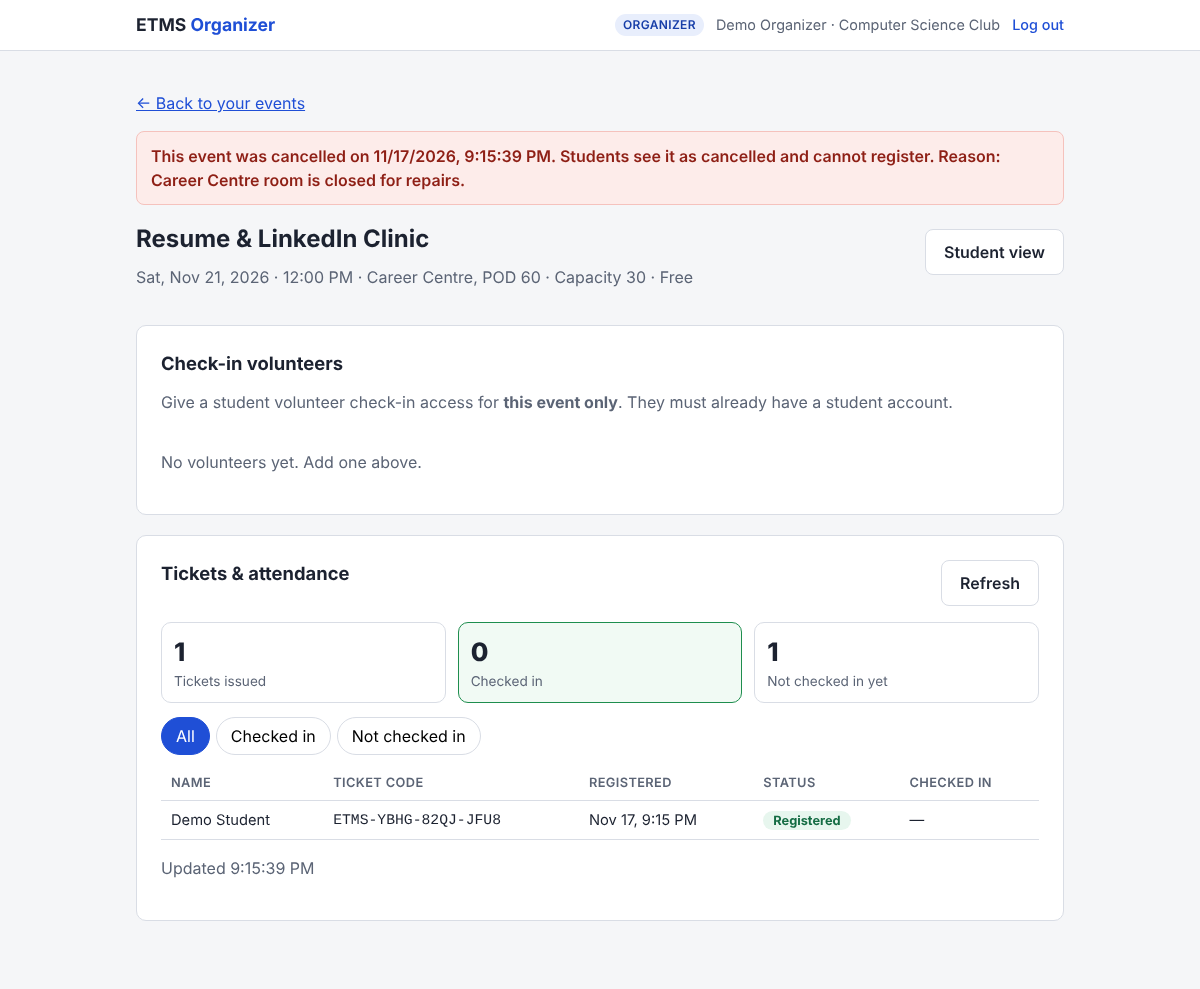 ETMS Organizer
ORGANIZER Demo Organizer · Computer Science Club Log out
← Back to your events
This event was cancelled on 11/17/2026, 9:15:39 PM. Students see it as cancelled and cannot register. Reason:
Career Centre room is closed for repairs.
Resume & LinkedIn Clinic
Student view
Sat, Nov 21, 2026 · 12:00 PM · Career Centre, POD 60 · Capacity 30 · Free
Check-in volunteers
Give a student volunteer check-in access for this event only. They must already have a student account.
No volunteers yet. Add one above.
Tickets & attendance
Refresh
1
Tickets issued
0
Checked in
1
Not checked in yet
All Checked in Not checked in
NAME TICKET CODE REGISTERED STATUS CHECKED IN
Demo Student ETMS-YBHG-82QJ-JFU8 Nov 17, 9:15 PM Registered —
Updated 9:15:39 PM